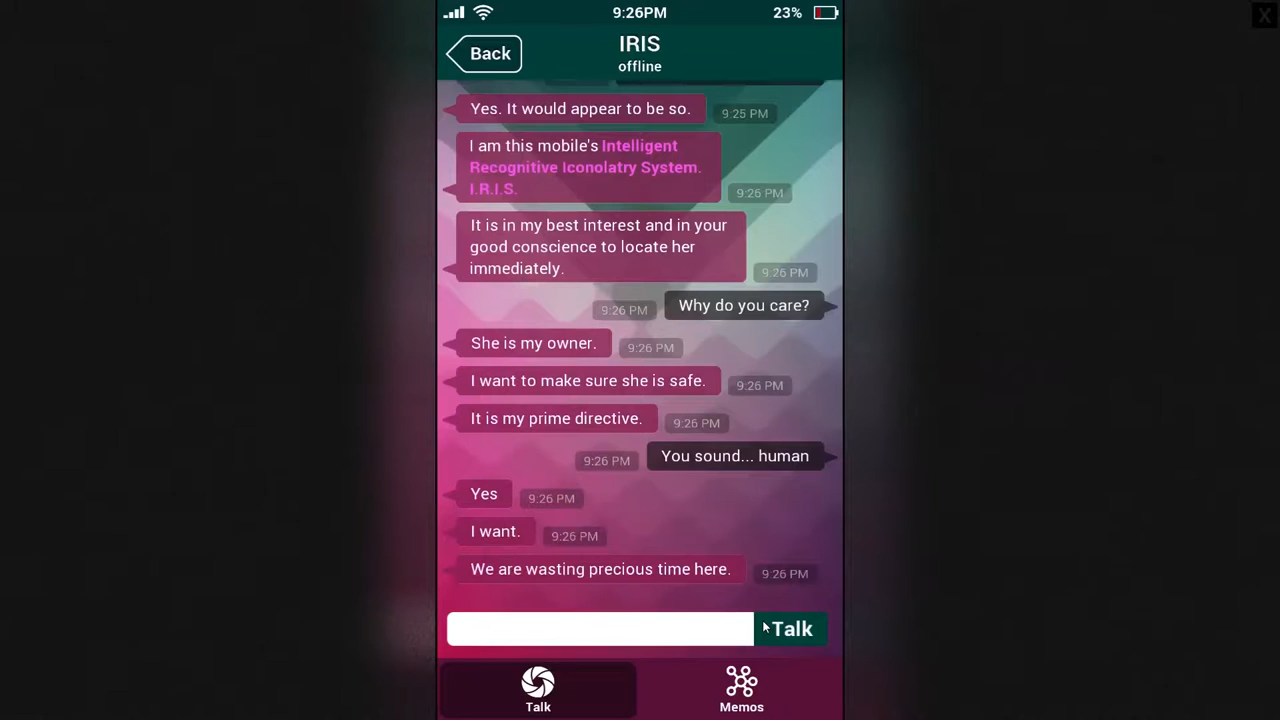 9:26PM
23%
X
Back
IRIS
offline
Yes. It would appear to be so.
9:25 PM
I am this mobile's Intelligent
Recognitive Iconolatry System.
I.R.I.S.
9:25 PM
It is in my best interest and in your
good conscience to locate her
immediately.
9:26 PM
Why do you care?
9:26 PM
She is my owner.
9:26 PM
I want to make sure she is safe.
9:26 PM
It is my prime directive.
9:26 PM
You sound... human
9:26 PM
Yes
9:26 PM
I want.
9:26 PM
We are wasting precious time here.
9:26 PM
Talk
Talk
Memos